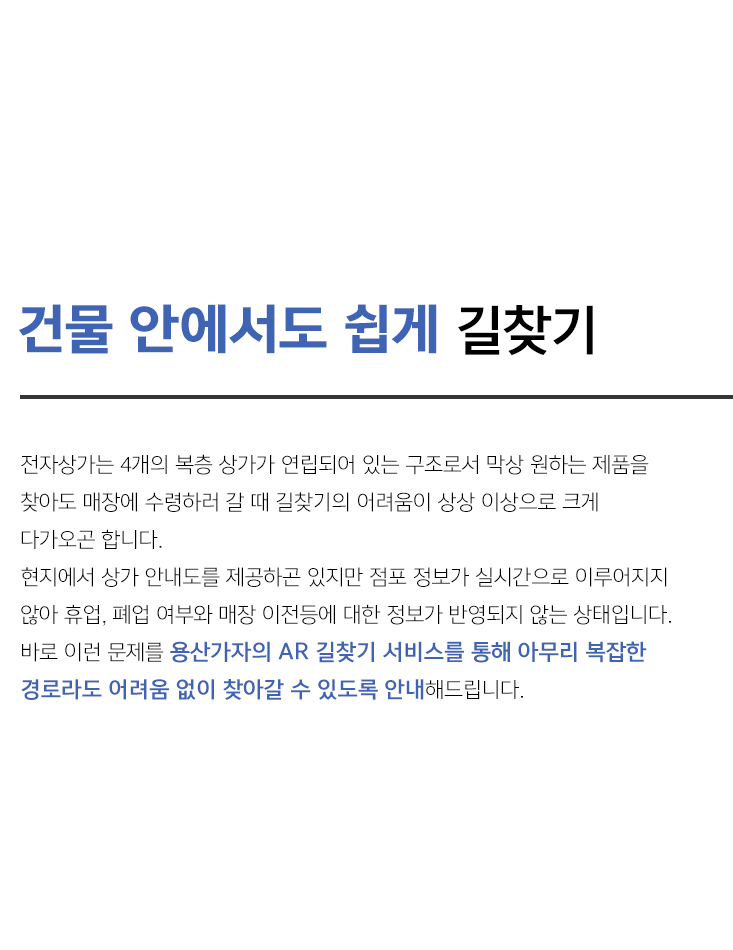 건물 안에서도 쉽게 길찾기
전자상가는 4개의 복층 상가가 연립되어 있는 구조로서 막상 원하는 제품을
찾아도 매장에 수령하러 갈 때 길찾기의 어려움이 상상 이상으로 크게
다가오곤 합니다.
현지에서 상가 안내도를 제공하곤 있지만 점포 정보가 실시간으로 이루어지지
않아 휴업, 폐업 여부와 매장 이전등에 대한 정보가 반영되지 않는 상태입니다.
바로 이런 문제를 용산가자의 AR 길찾기 서비스를 통해 아무리 복잡한
경로라도 어려움 없이 찾아갈 수 있도록 안내해드립니다.